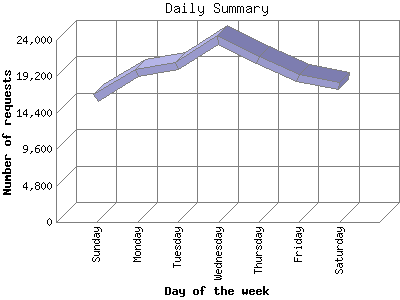 Daily Summary
Number of requests
24,000
19,200
14,400
9,600
4,800
0
Sunday
Monday
Tuesday
Wednesday
Thursday
Friday
Saturday
Day of the week